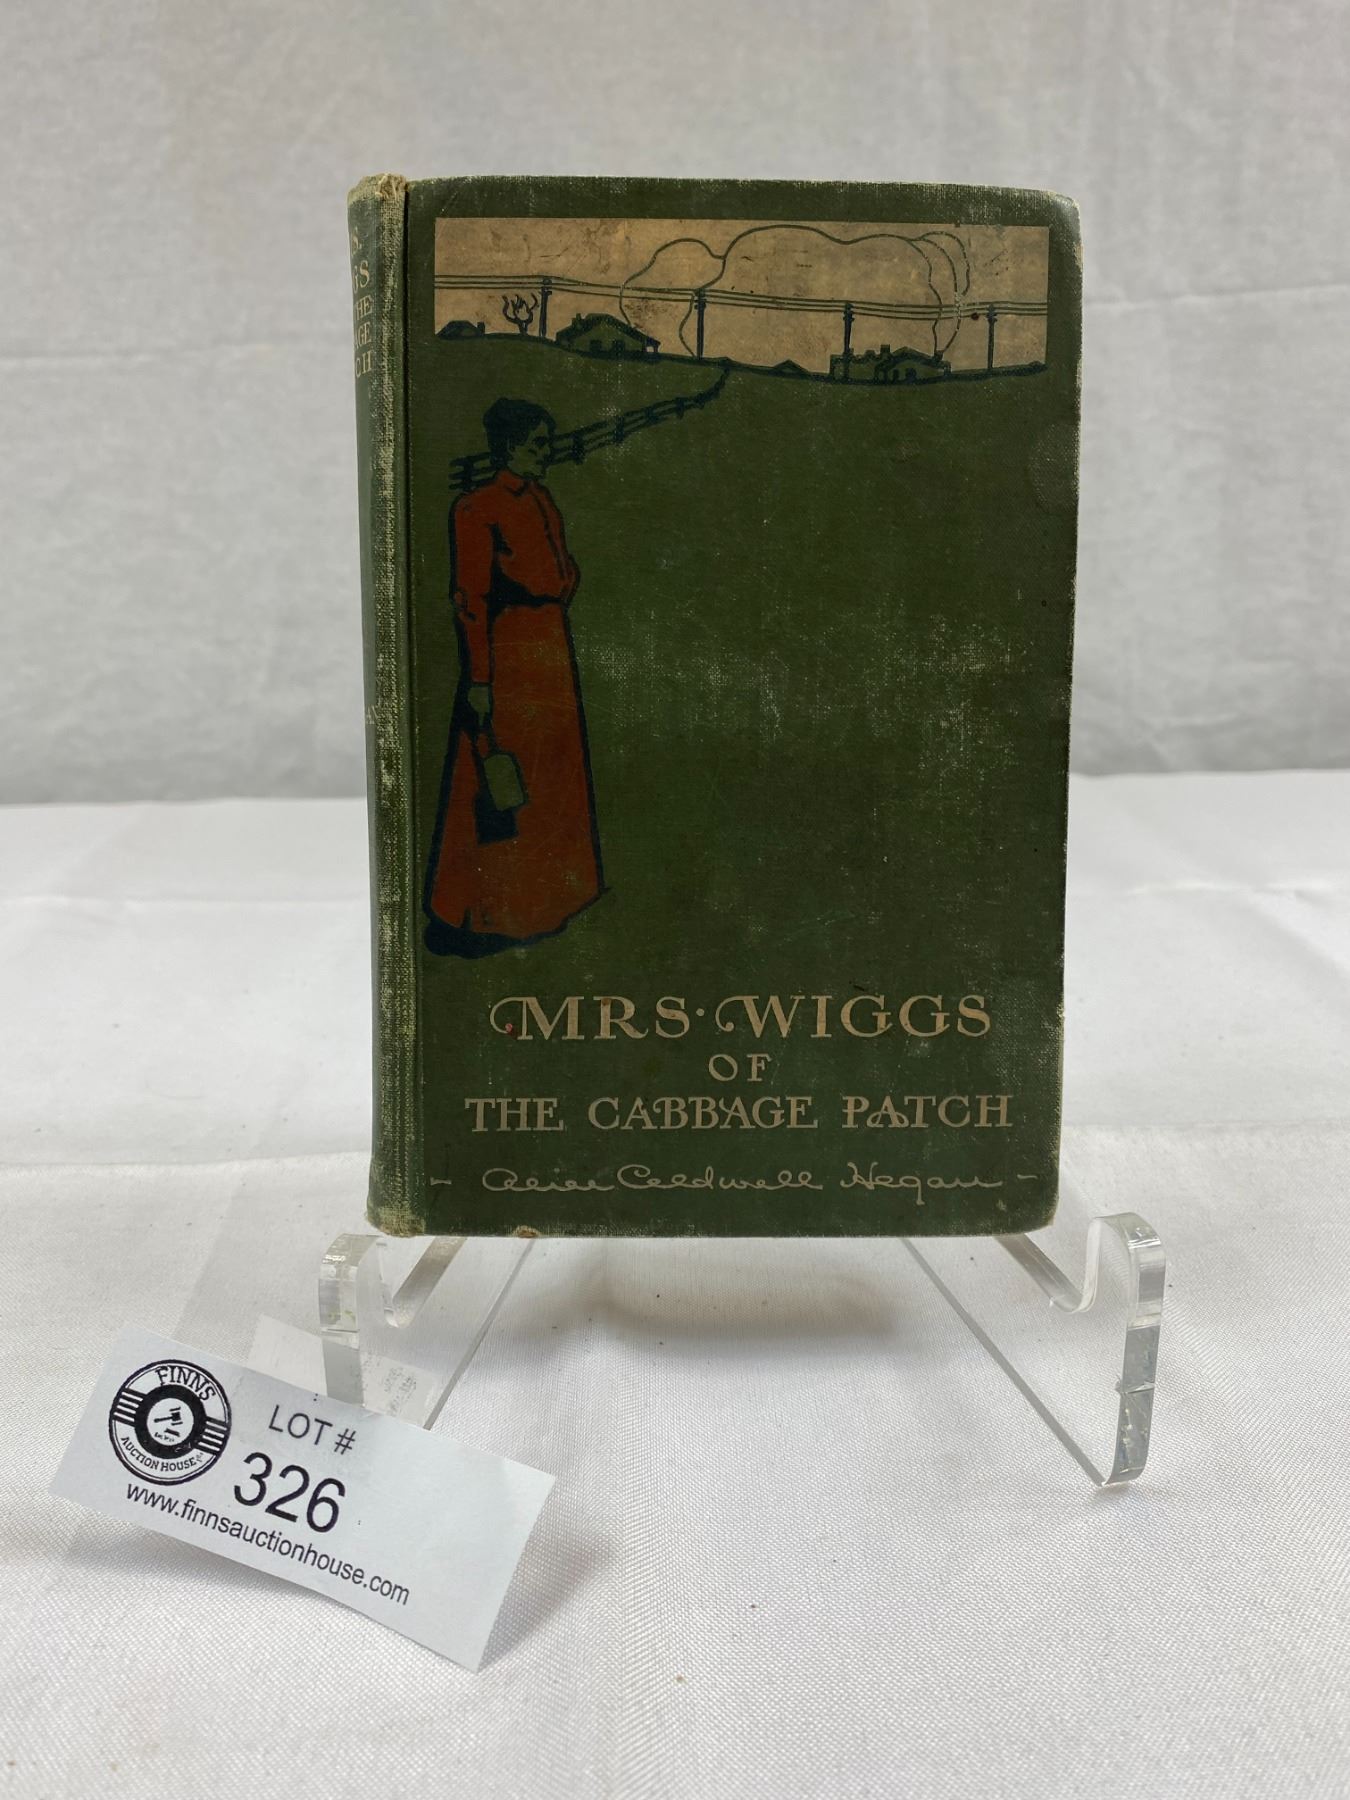 MRS. WIGGS
OF
THE CABBAGE PATCH
Alice Caldwell Hegan
FINNS
AUCTION HOUSE
LOT #
326
www.finnsauctionhouse.com